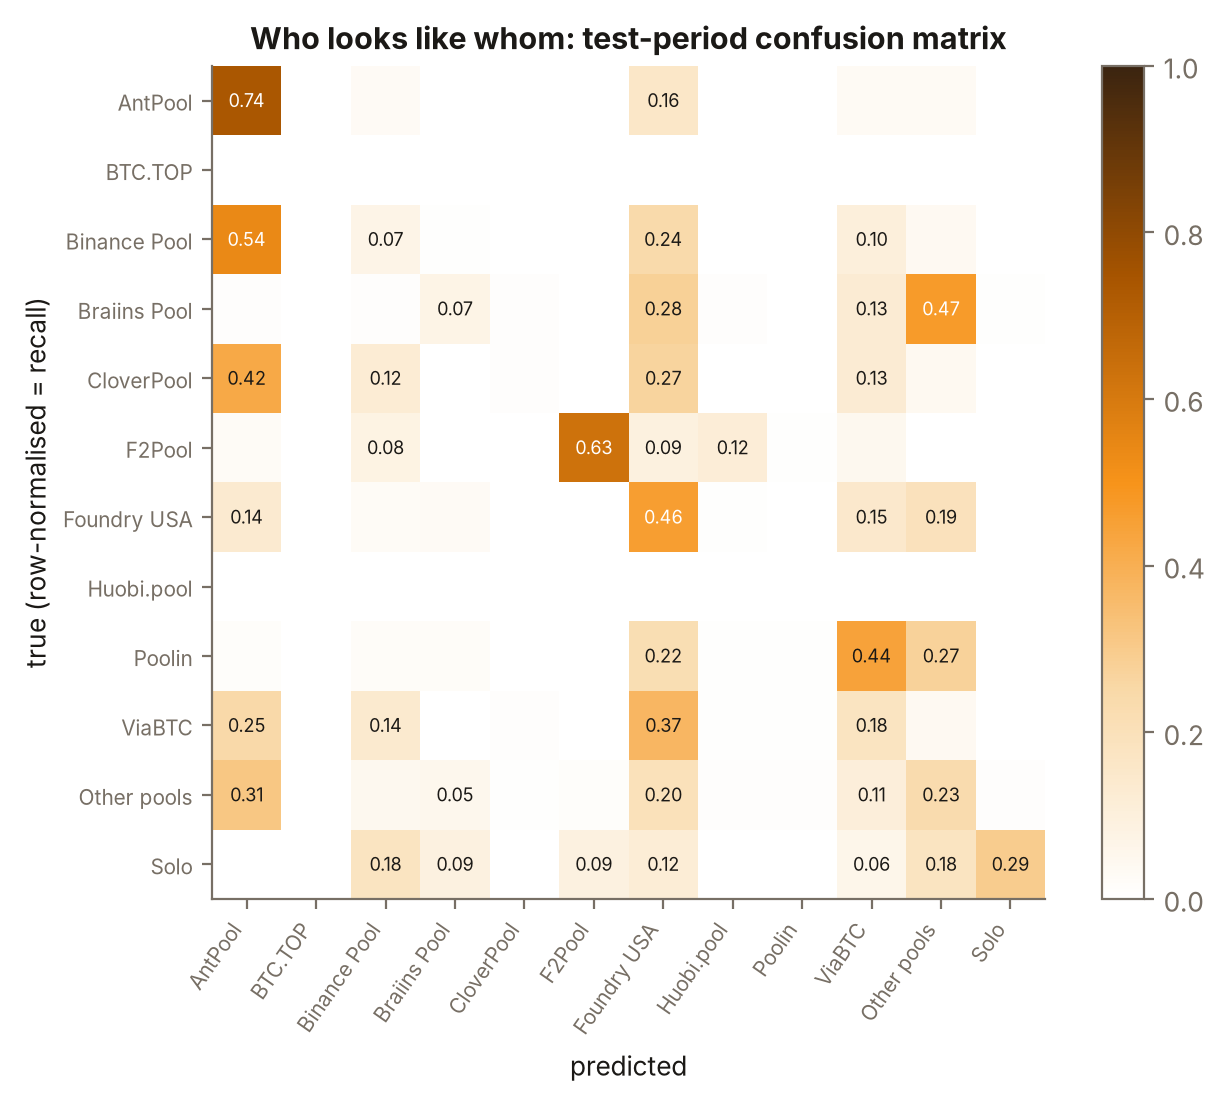 Who looks like whom: test-period confusion matrix
true (row-normalised = recall)
AntPool 0.74 0.16
BTC.TOP
Binance Pool 0.54 0.07 0.24 0.10
Braiins Pool 0.07 0.28 0.13 0.47
CloverPool 0.42 0.12 0.27 0.13
F2Pool 0.08 0.63 0.09 0.12
Foundry USA 0.14 0.46 0.15 0.19
Huobi.pool
Poolin 0.22 0.44 0.27
ViaBTC 0.25 0.14 0.37 0.18
Other pools 0.31 0.05 0.20 0.11 0.23
Solo 0.18 0.09 0.09 0.12 0.06 0.18 0.29
AntPool BTC.TOP Binance Pool Braiins Pool CloverPool F2Pool Foundry USA Huobi.pool Poolin ViaBTC Other pools Solo
predicted
1.0
0.8
0.6
0.4
0.2
0.0